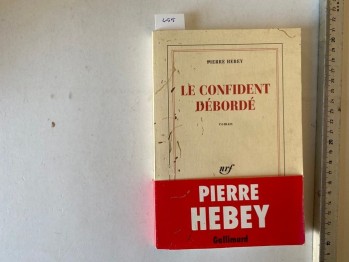 PIERRE HEBEY
LE CONFIDENT
DÉBORDÉ
roman
nrf
PIERRE
HEBEY
Gallimard